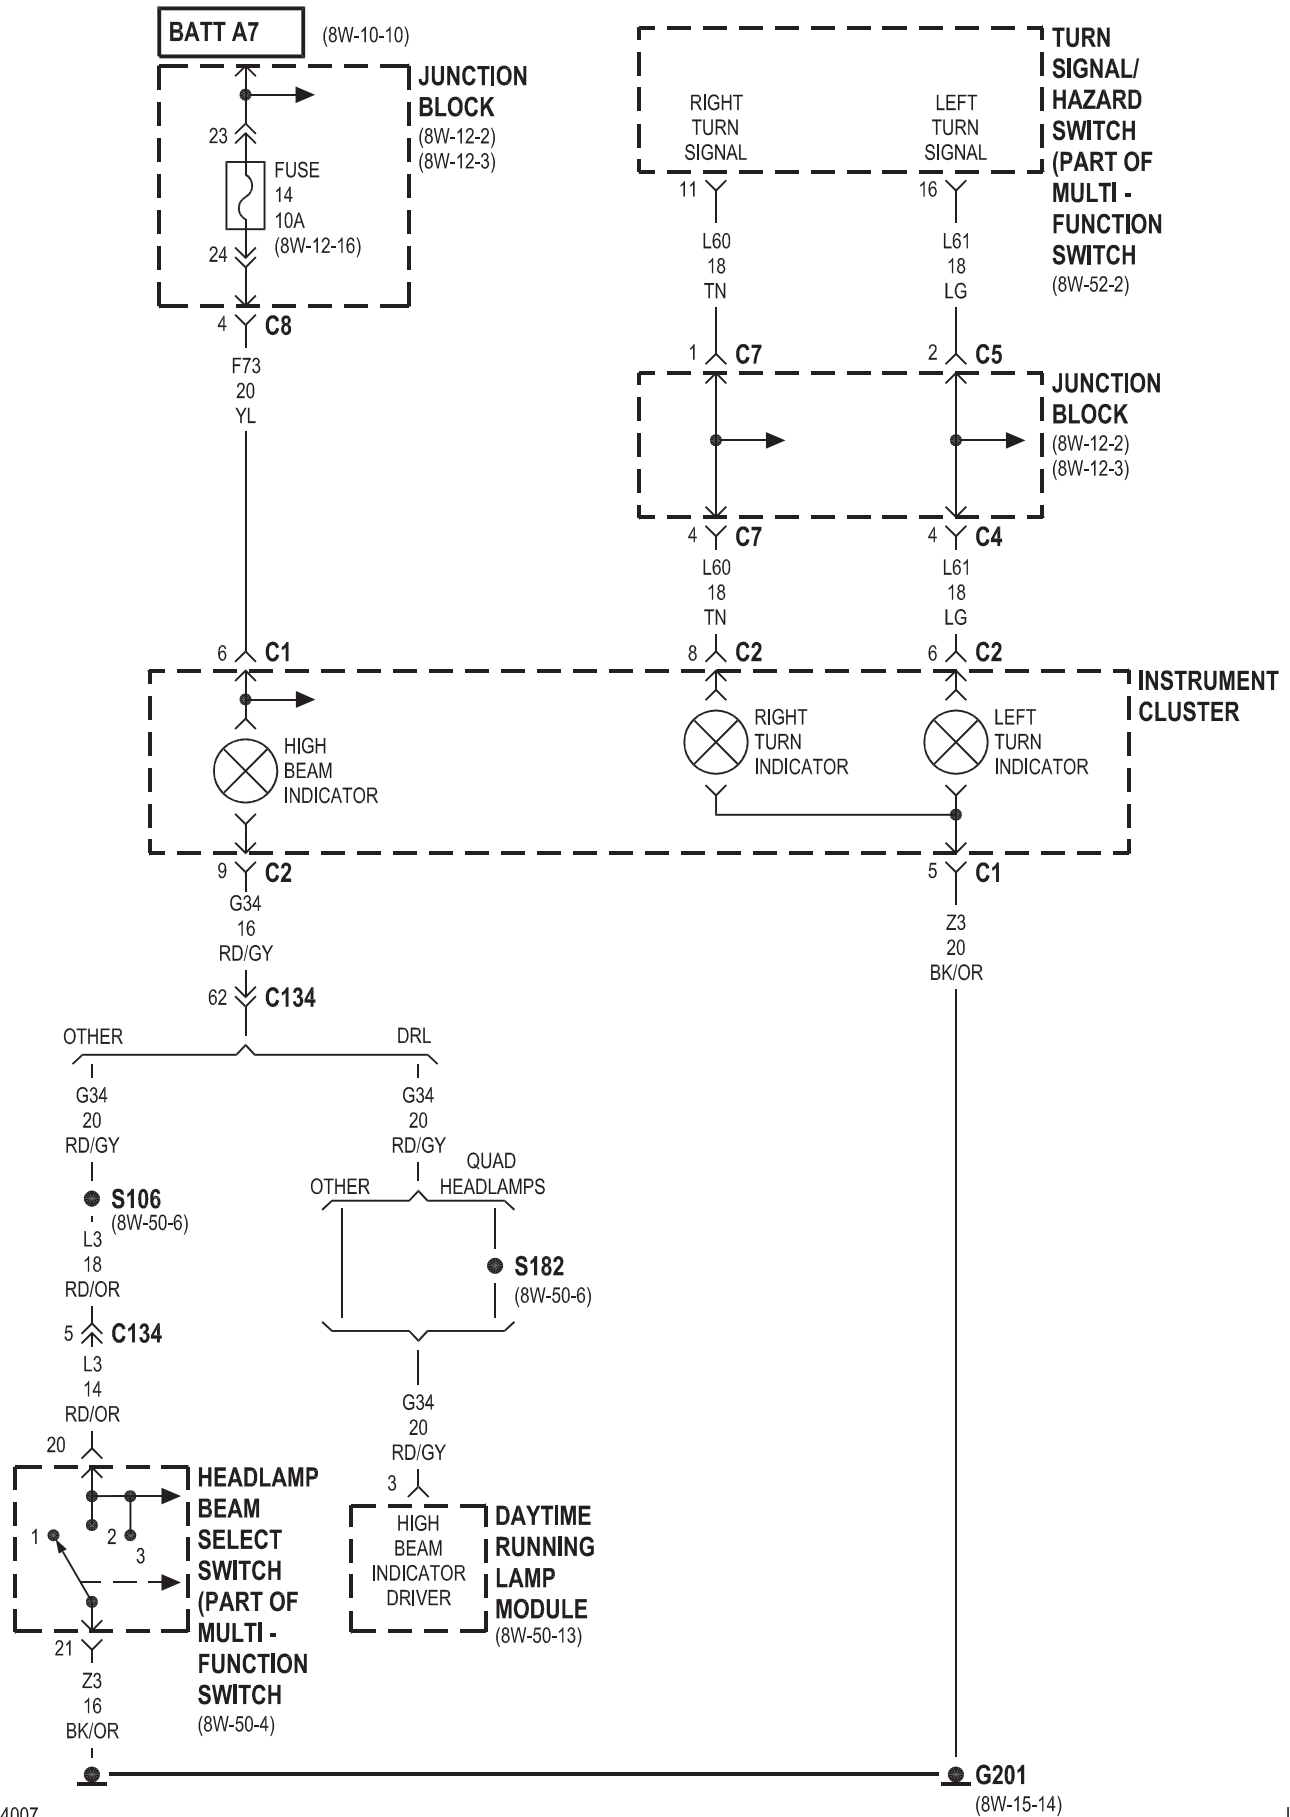 BATT A7
(8W-10-10)
JUNCTION
BLOCK
(8W-12-2)
(8W-12-3)
23
FUSE
14
10A
(8W-12-16)
24
4
C8
F73
20
YL
TURN
SIGNAL/
HAZARD
SWITCH
(PART OF
MULTI -
FUNCTION
SWITCH
(8W-52-2)
RIGHT
TURN
SIGNAL
LEFT
TURN
SIGNAL
11
16
L60
18
TN
L61
18
LG
1
C7
2
C5
JUNCTION
BLOCK
(8W-12-2)
(8W-12-3)
4
C7
4
C4
L60
18
TN
L61
18
LG
6
C1
8
C2
6
C2
INSTRUMENT
CLUSTER
HIGH
BEAM
INDICATOR
RIGHT
TURN
INDICATOR
LEFT
TURN
INDICATOR
9
C2
5
C1
G34
16
RD/GY
Z3
20
BK/OR
62
C134
OTHER
DRL
G34
20
RD/GY
G34
20
RD/GY
S106
(8W-50-6)
OTHER
QUAD
HEADLAMPS
L3
18
RD/OR
S182
(8W-50-6)
5
C134
L3
14
RD/OR
G34
20
RD/GY
20
3
HEADLAMP
BEAM
SELECT
SWITCH
(PART OF
MULTI -
FUNCTION
SWITCH
(8W-50-4)
1
2
3
HIGH
BEAM
INDICATOR
DRIVER
DAYTIME
RUNNING
LAMP
MODULE
(8W-50-13)
21
Z3
16
BK/OR
G201
(8W-15-14)
4007